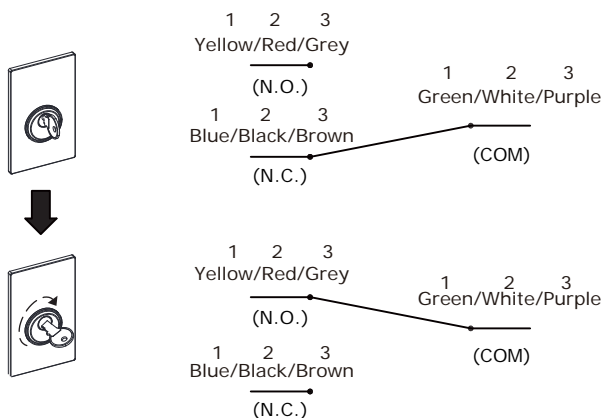 1 2 3
Yellow/Red/Grey
(N.O.)
1 2 3
Green/White/Purple
(COM)
1 2 3
Blue/Black/Brown
(N.C.)
1 2 3
Yellow/Red/Grey
(N.O.)
1 2 3
Green/White/Purple
(COM)
1 2 3
Blue/Black/Brown
(N.C.)